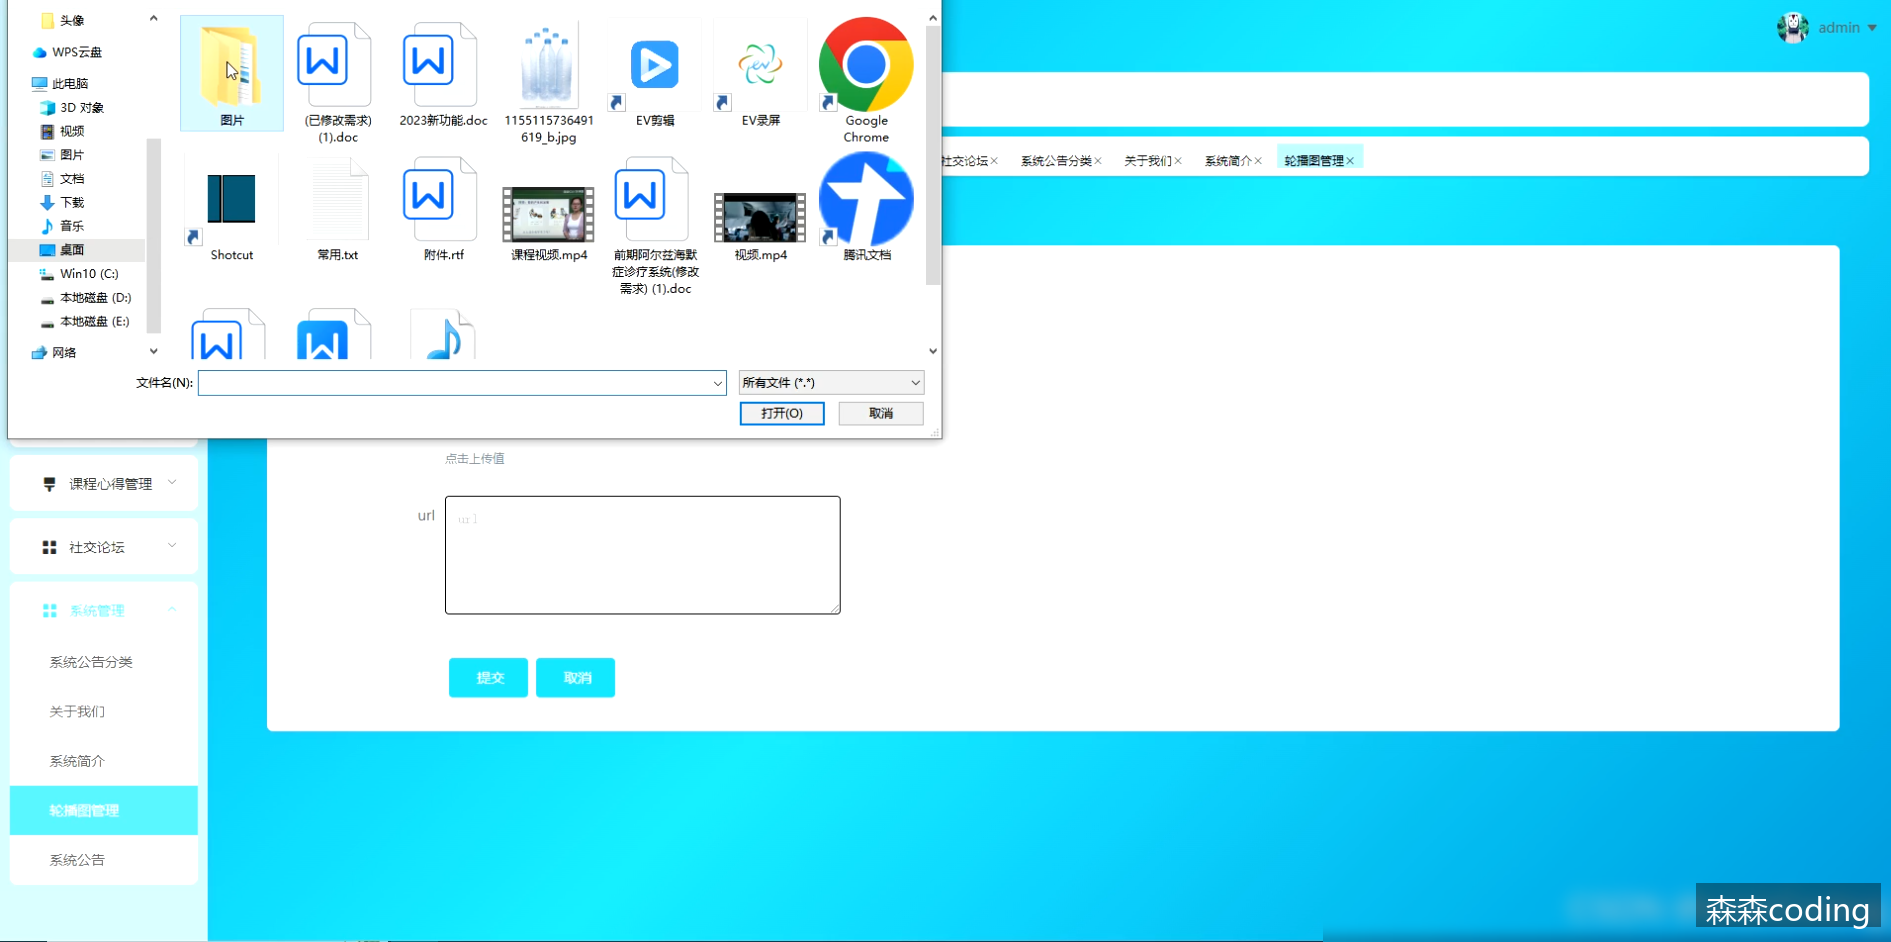 头像
WPS云盘
此电脑
3D 对象
视频
图片
文档
下载
音乐
桌面
Win10 (C:)
本地磁盘 (D:)
本地磁盘 (E:)
网络
图片
(已修改需求)
(1).doc
2023新功能.doc
1155115736491
619_b.jpg
EV剪辑
EV录屏
Google
Chrome
Shotcut
常用.txt
附件.rtf
课程视频.mp4
前期阿尔兹海默
症诊疗系统(修改
需求) (1).doc
视频.mp4
腾讯文档
文件名(N):
所有文件 (*.*)
打开(O)
取消
admin
社交论坛×
系统公告分类×
关于我们×
系统简介×
轮播图管理×
点击上传值
url
url
提交
取消
课程心得管理
社交论坛
系统管理
系统公告分类
关于我们
系统简介
轮播图管理
系统公告
森森coding